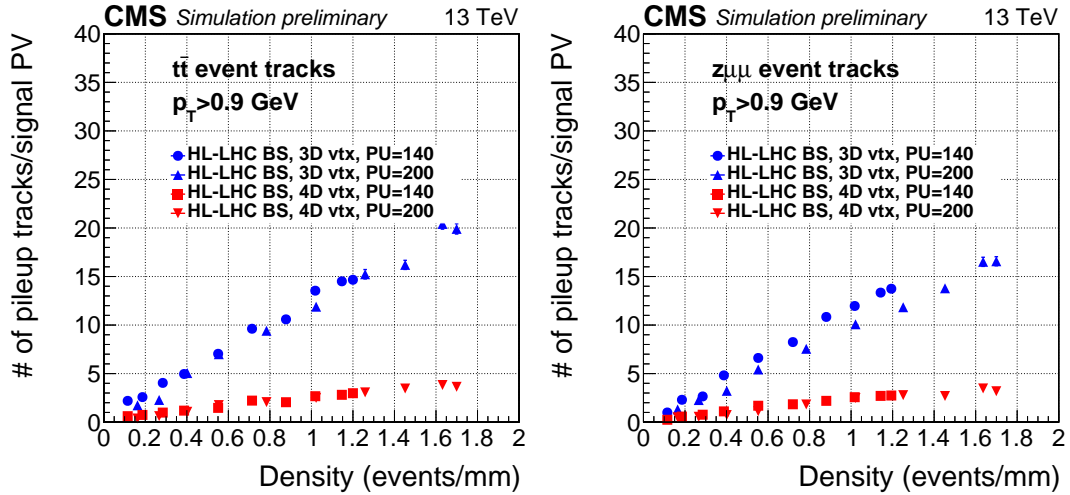 CMS Simulation preliminary 13 TeV
# of pileup tracks/signal PV
40
35
30
25
20
15
10
5
0
tt̄ event tracks
p_T>0.9 GeV
HL-LHC BS, 3D vtx, PU=140
HL-LHC BS, 3D vtx, PU=200
HL-LHC BS, 4D vtx, PU=140
HL-LHC BS, 4D vtx, PU=200
0 0.2 0.4 0.6 0.8 1 1.2 1.4 1.6 1.8 2
Density (events/mm)
CMS Simulation preliminary 13 TeV
# of pileup tracks/signal PV
40
35
30
25
20
15
10
5
0
zμμ event tracks
p_T>0.9 GeV
HL-LHC BS, 3D vtx, PU=140
HL-LHC BS, 3D vtx, PU=200
HL-LHC BS, 4D vtx, PU=140
HL-LHC BS, 4D vtx, PU=200
0 0.2 0.4 0.6 0.8 1 1.2 1.4 1.6 1.8 2
Density (events/mm)